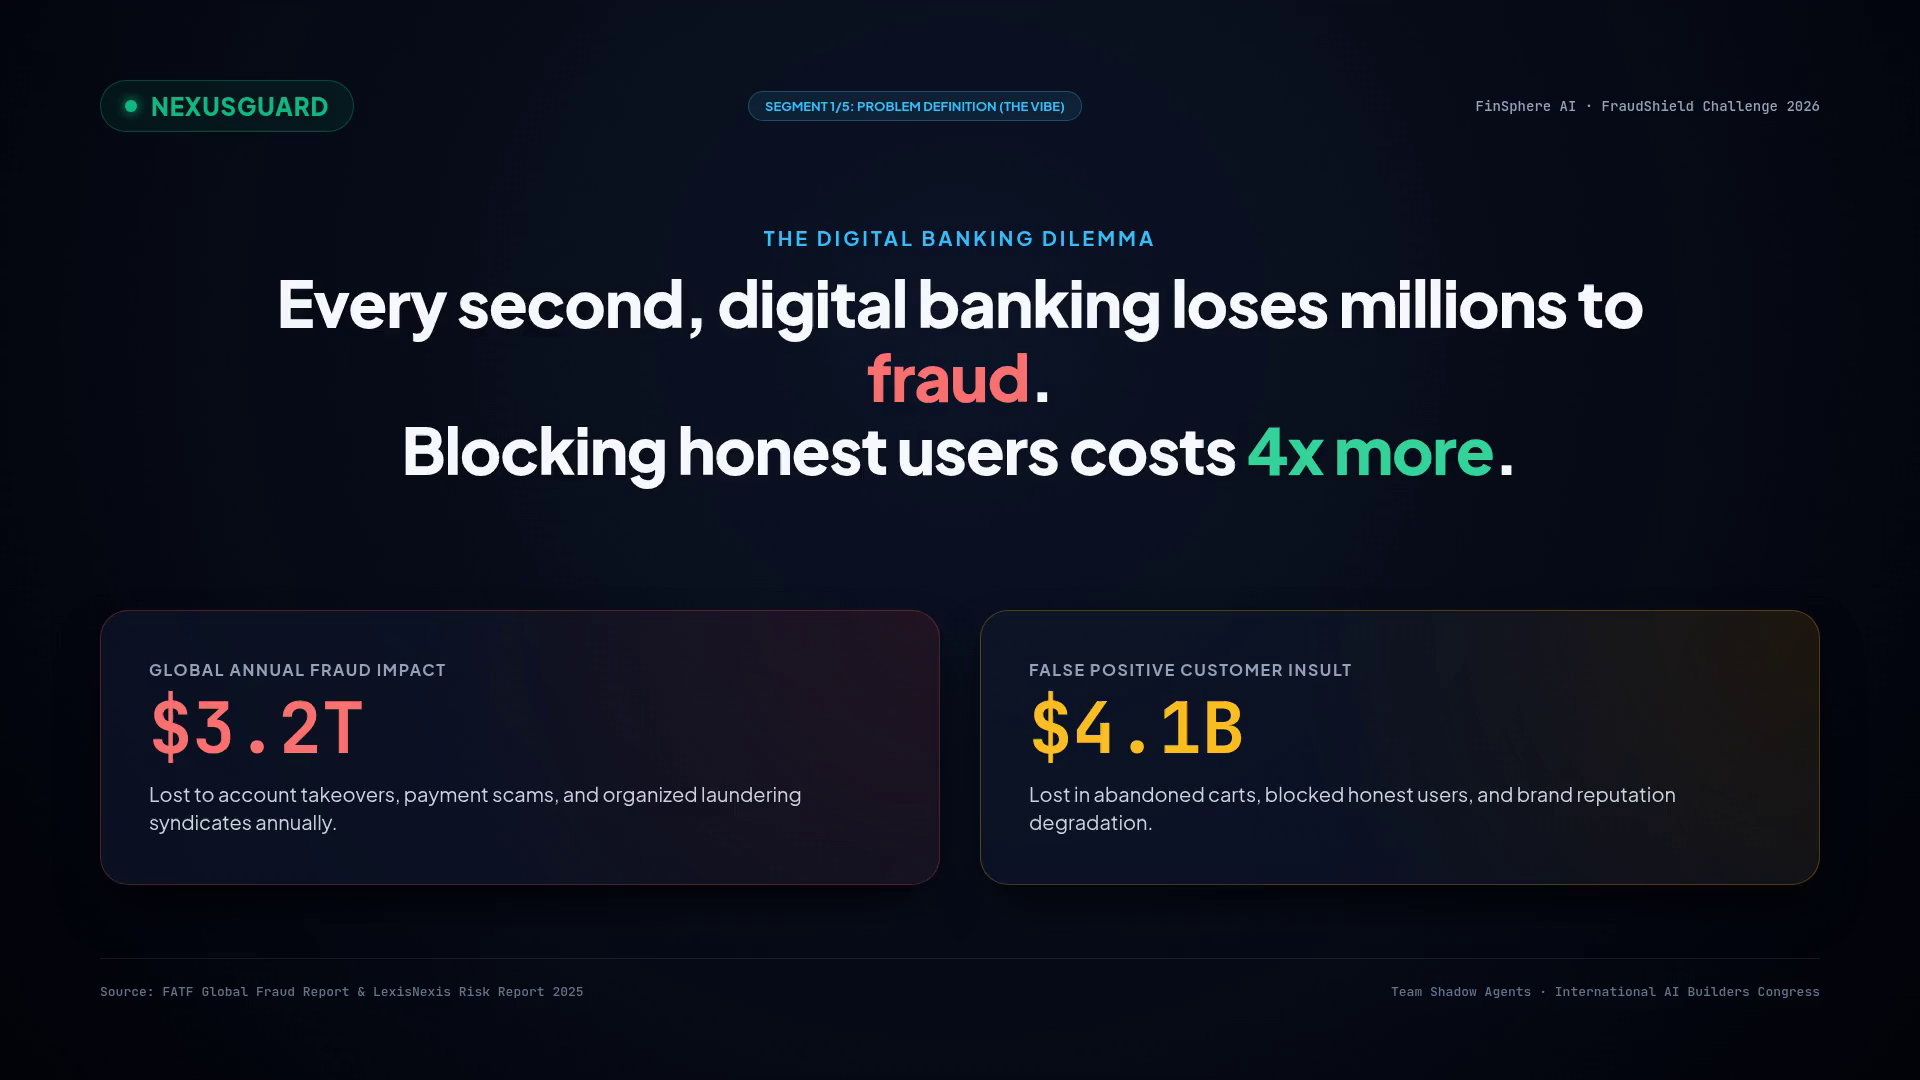 NEXUSGUARD
SEGMENT 1/5: PROBLEM DEFINITION (THE VIBE)
FinSphere AI · FraudShield Challenge 2026
THE DIGITAL BANKING DILEMMA
Every second, digital banking loses millions to
fraud.
Blocking honest users costs 4x more.
GLOBAL ANNUAL FRAUD IMPACT
$3.2T
Lost to account takeovers, payment scams, and organized laundering
syndicates annually.
FALSE POSITIVE CUSTOMER INSULT
$4.1B
Lost in abandoned carts, blocked honest users, and brand reputation
degradation.
Source: FATF Global Fraud Report & LexisNexis Risk Report 2025
Team Shadow Agents · International AI Builders Congress